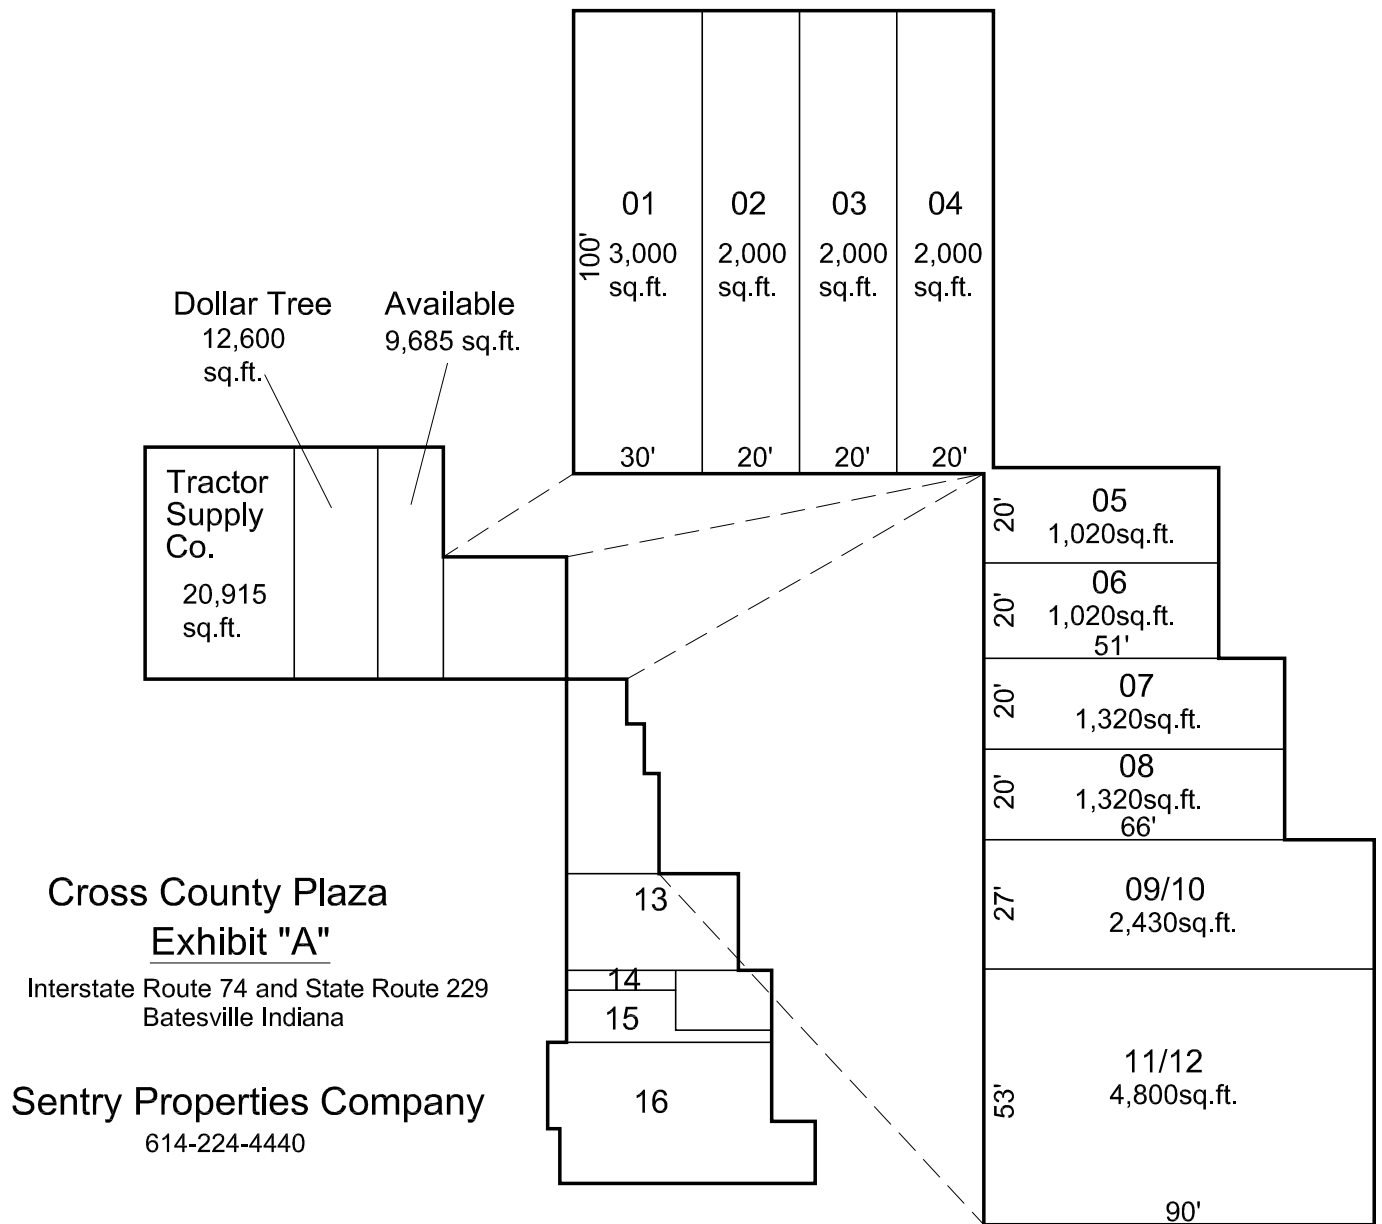 01
02
03
04
3,000
sq.ft.
2,000
sq.ft.
2,000
sq.ft.
2,000
sq.ft.
100'
30'
20'
20'
20'
Dollar Tree
12,600
sq.ft.
Available
9,685 sq.ft.
Tractor
Supply
Co.
20,915
sq.ft.
20'
05
1,020sq.ft.
20'
06
1,020sq.ft.
51'
20'
07
1,320sq.ft.
20'
08
1,320sq.ft.
66'
27'
09/10
2,430sq.ft.
53'
11/12
4,800sq.ft.
90'
13
14
15
16
Cross County Plaza
Exhibit "A"
Interstate Route 74 and State Route 229
Batesville Indiana
Sentry Properties Company
614-224-4440